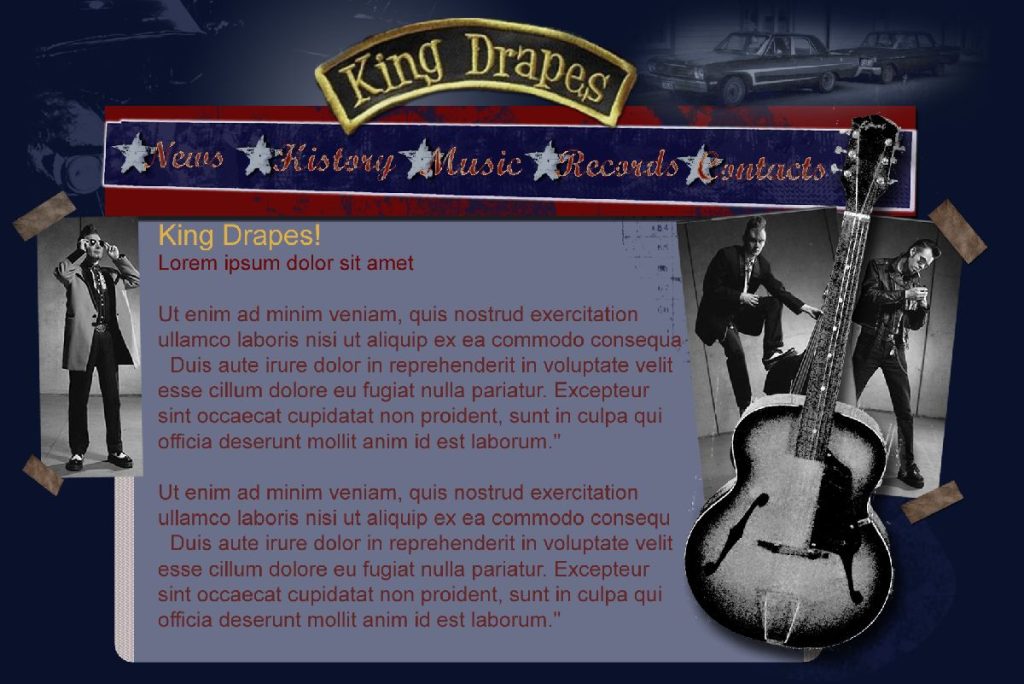 King Drapes
News History Music Records Contacts
King Drapes!
Lorem ipsum dolor sit amet
Ut enim ad minim veniam, quis nostrud exercitation
ullamco laboris nisi ut aliquip ex ea commodo consequa
Duis aute irure dolor in reprehenderit in voluptate velit
esse cillum dolore eu fugiat nulla pariatur. Excepteur
sint occaecat cupidatat non proident, sunt in culpa qui
officia deserunt mollit anim id est laborum."
Ut enim ad minim veniam, quis nostrud exercitation
ullamco laboris nisi ut aliquip ex ea commodo consequ
Duis aute irure dolor in reprehenderit in voluptate velit
esse cillum dolore eu fugiat nulla pariatur. Excepteur
sint occaecat cupidatat non proident, sunt in culpa qui
officia deserunt mollit anim id est laborum."